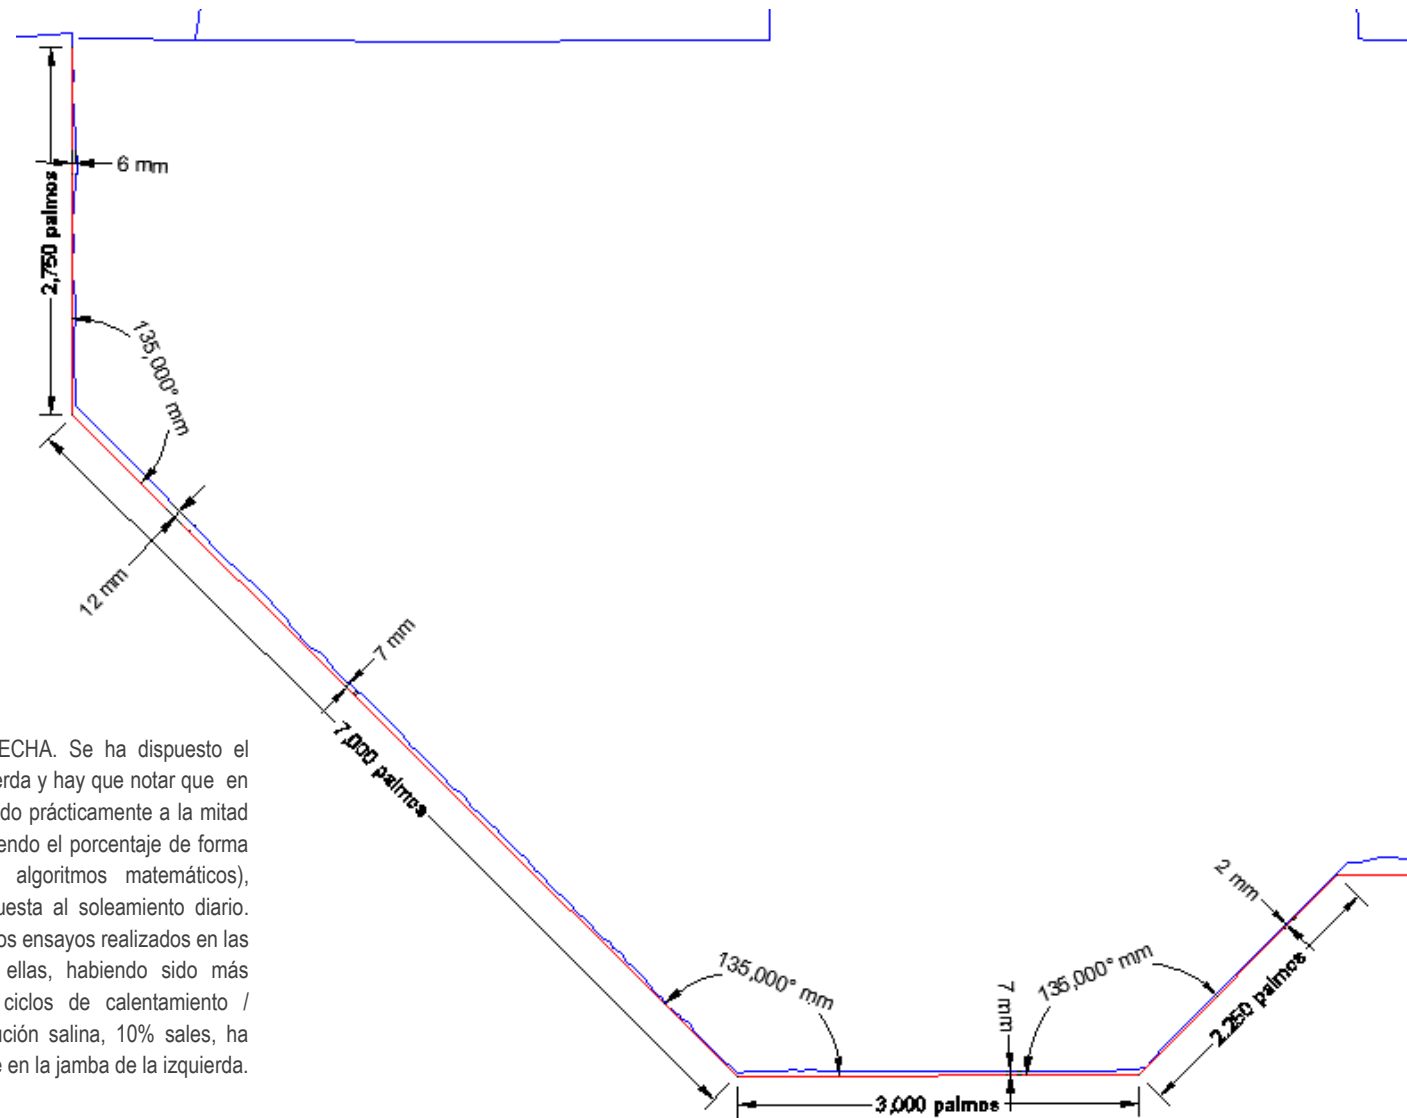 6 mm
2,750 palmos
135,000° mm
12 mm
7 mm
7,000 palmos
ECHA. Se ha dispuesto el
erda y hay que notar que en
do prácticamente a la mitad
endo el porcentaje de forma
algoritmos matemáticos),
uesta al soleamiento diario.
os ensayos realizados en las
ellas, habiendo sido más
ciclos de calentamiento /
ución salina, 10% sales, ha
e en la jamba de la izquierda.
135,000° mm
7 mm
135,000° mm
2 mm
2,250 palmos
3,000 palmos